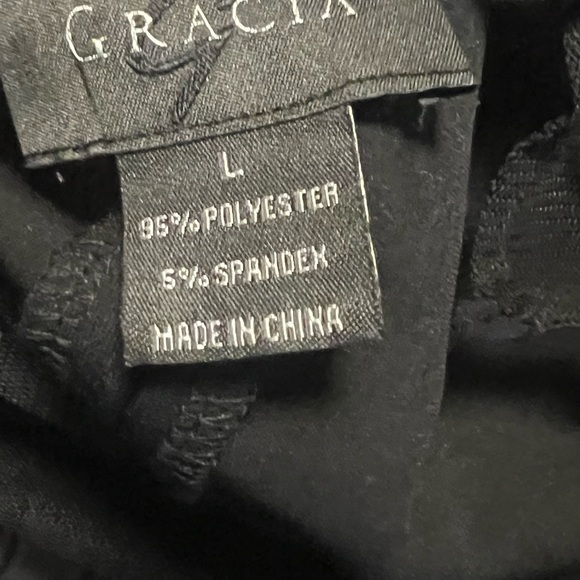 GRACIA
L
95% POLYESTER
5% SPANDEX
MADE IN CHINA